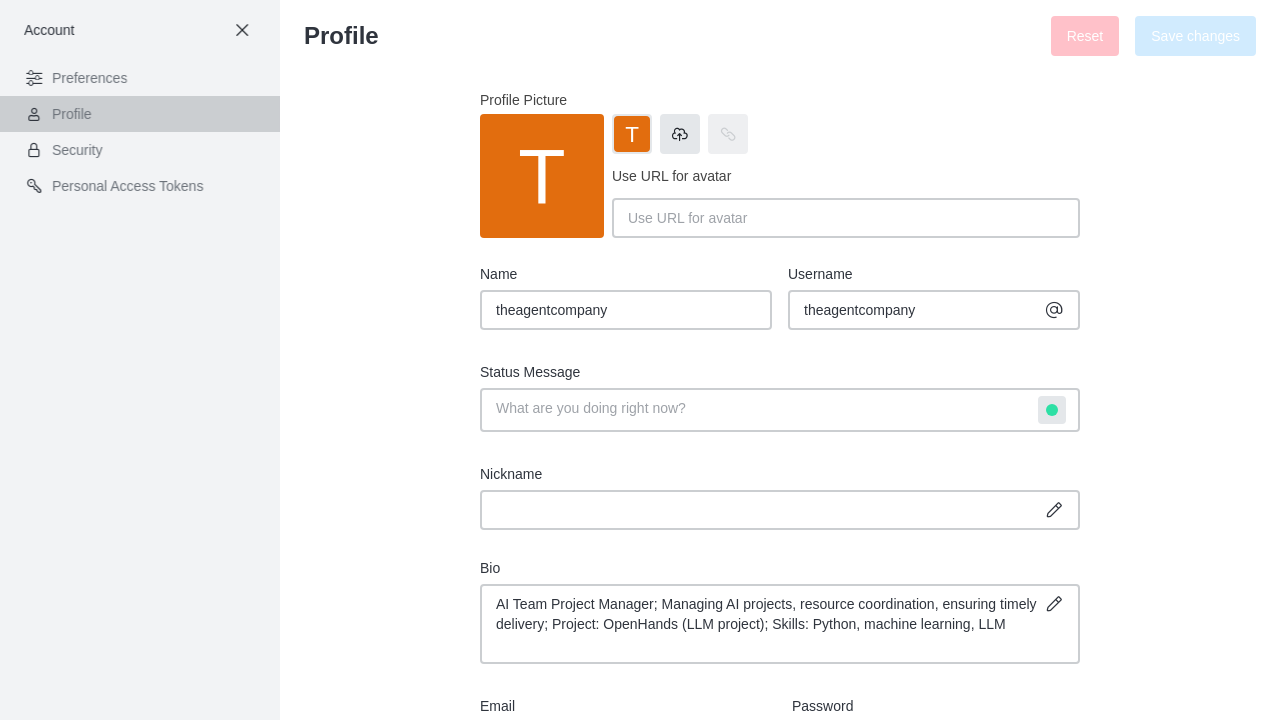 Account
Preferences
Profile
Security
Personal Access Tokens
Profile
Reset
Save changes
Profile Picture
T
T
Use URL for avatar
Use URL for avatar
Name
Username
theagentcompany
theagentcompany
Status Message
What are you doing right now?
Nickname
Bio
AI Team Project Manager; Managing AI projects, resource coordination, ensuring timely
delivery; Project: OpenHands (LLM project); Skills: Python, machine learning, LLM
Email
Password